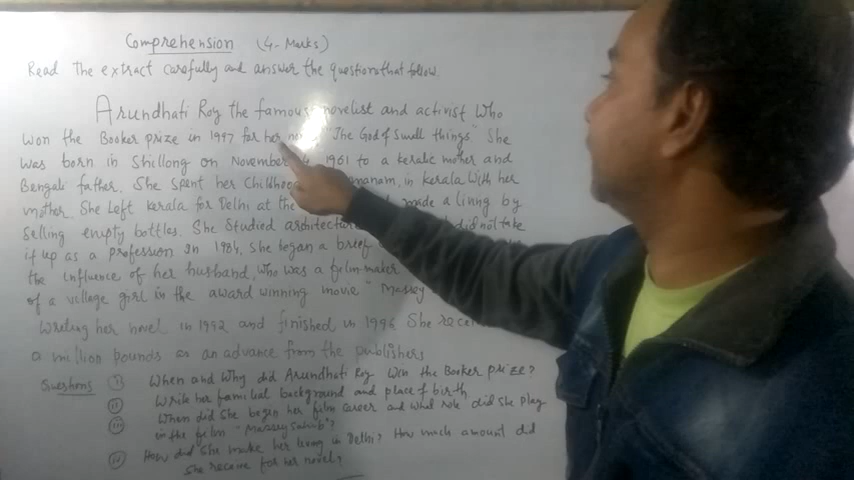 Comprehension (4-Marks)
Read The extract carefully and answer the questions that follow.
Arundhati Roy the famous novelist and activist Who
won the Booker prize in 1997 for her "The God of Small things" She
was born in Shillong on November 1961 to a keralic mother and
Bengali father. She spent her Childhood in Kerala With her
mother. She Left kerala for Delhi at the made a living by
Selling empty bottles. She Studied architecture did not take
it up as a profession In 1984, She began a brief
the influence of her husband, Who was a film-maker
of a village girl in the award winning movie "Massey
Writing her novel in 1992 and finished in 1996. She
a million pounds as an advance from the publishers
Questions i) When and Why did Arundhati Roy Win the Booker prize?
ii) Write her familial background and place of birth
iii) When did She begin her film career and what role did she play
in the film "Massey Sahib"?
iv) How did She make her living in Delhi? How much amount did
She receive for her novel?